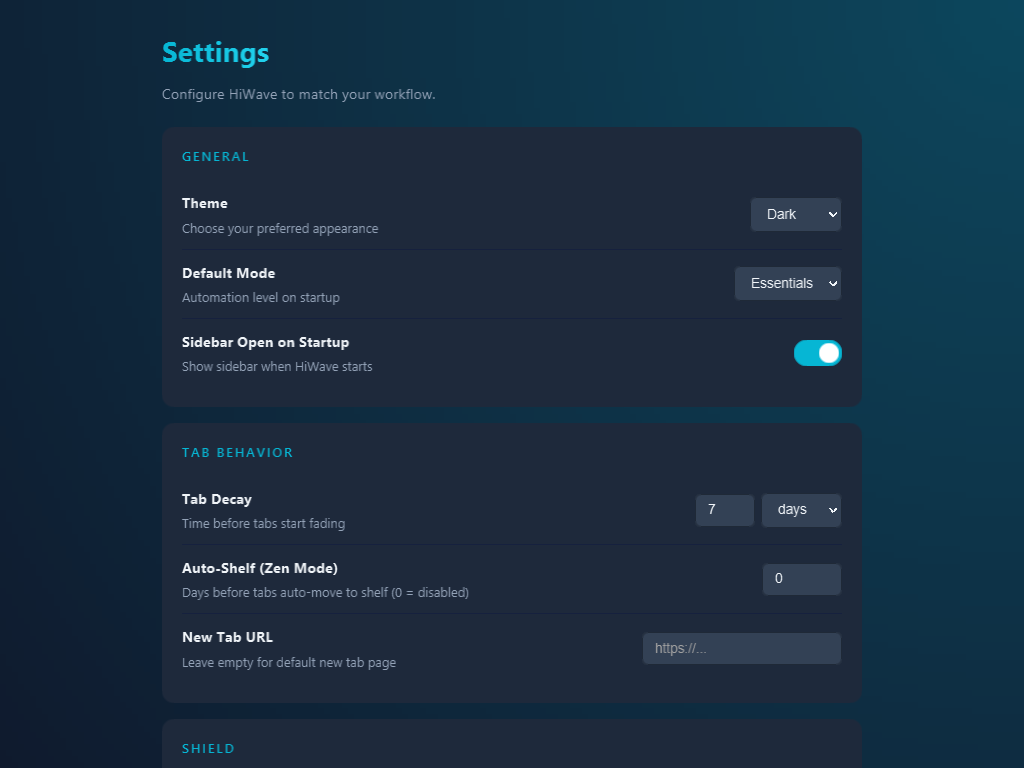 Settings
Configure HiWave to match your workflow.
GENERAL
Theme
Choose your preferred appearance
Dark
Default Mode
Automation level on startup
Essentials
Sidebar Open on Startup
Show sidebar when HiWave starts
TAB BEHAVIOR
Tab Decay
Time before tabs start fading
7 days
Auto-Shelf (Zen Mode)
Days before tabs auto-move to shelf (0 = disabled)
0
New Tab URL
Leave empty for default new tab page
https://...
SHIELD